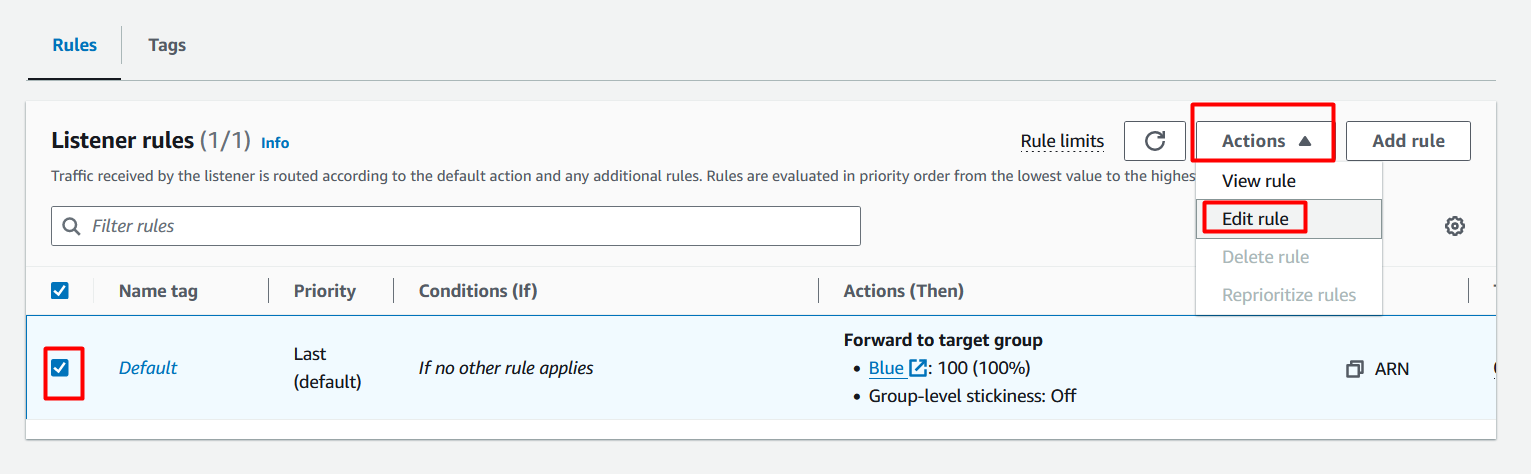 Rules
Tags
Listener rules (1/1) Info
Rule limits
Actions
Add rule
Traffic received by the listener is routed according to the default action and any additional rules. Rules are evaluated in priority order from the lowest value to the highes
View rule
Edit rule
Delete rule
Reprioritize rules
Filter rules
Name tag
Priority
Conditions (If)
Actions (Then)
Default
Last
(default)
If no other rule applies
Forward to target group
• Blue : 100 (100%)
• Group-level stickiness: Off
ARN